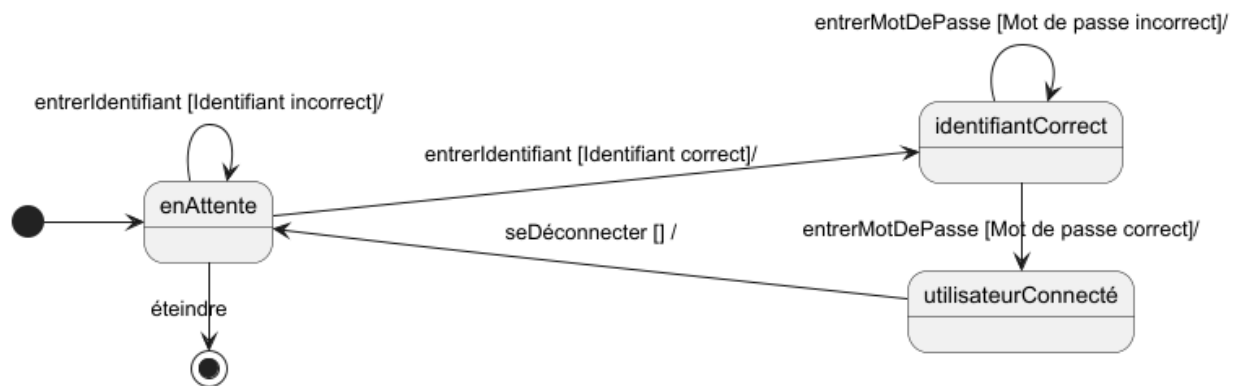 entrerMotDePasse [Mot de passe incorrect]/
entrerIdentifiant [Identifiant incorrect]/
identifiantCorrect
entrerIdentifiant [Identifiant correct]/
enAttente
seDéconnecter [] /
entrerMotDePasse [Mot de passe correct]/
utilisateurConnecté
éteindre